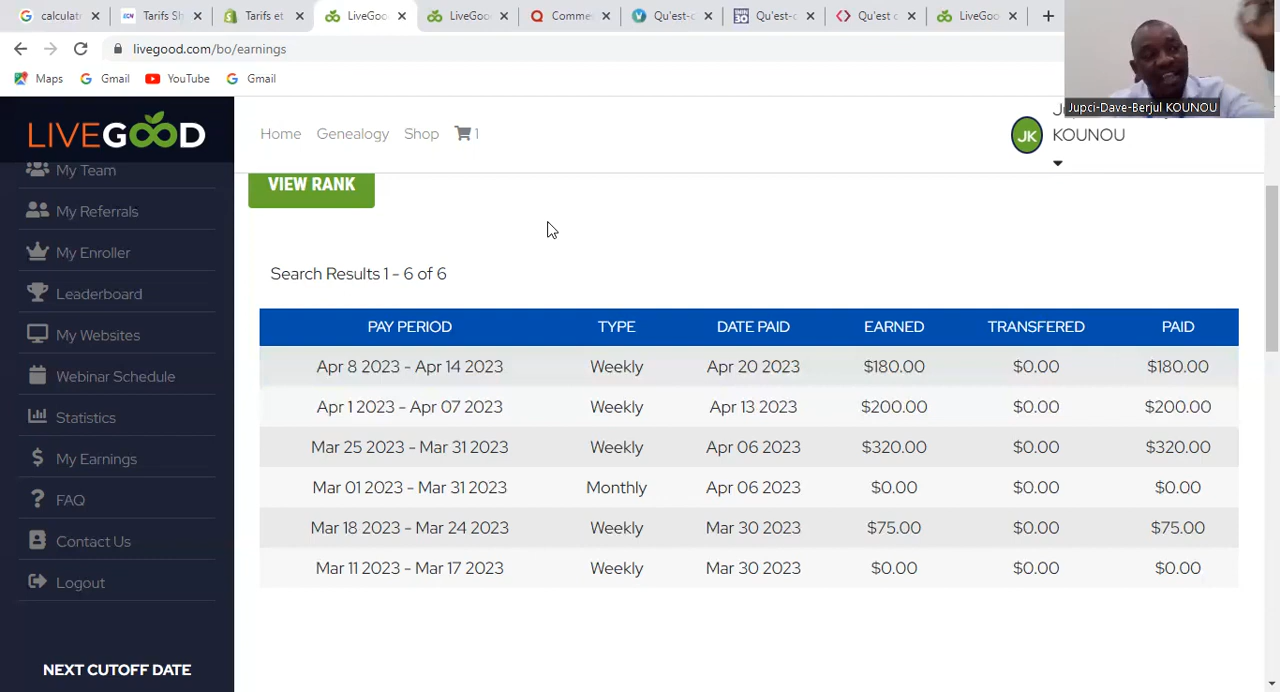 calculat
Tarifs Sh
Tarifs et
LiveGoo
LiveGoo
Comme
Qu'est-c
Qu'est-c
Qu'est c
LiveGoo
livegood.com/bo/earnings
Maps Gmail YouTube Gmail
Jupci-Dave-Berjul KOUNOU
LIVEGOOD
Home Genealogy Shop 1
JK
KOUNOU
My Team
My Referrals
My Enroller
Leaderboard
My Websites
Webinar Schedule
Statistics
My Earnings
FAQ
Contact Us
Logout
NEXT CUTOFF DATE
VIEW RANK
Search Results 1 - 6 of 6
PAY PERIOD TYPE DATE PAID EARNED TRANSFERED PAID
Apr 8 2023 - Apr 14 2023 Weekly Apr 20 2023 $180.00 $0.00 $180.00
Apr 1 2023 - Apr 07 2023 Weekly Apr 13 2023 $200.00 $0.00 $200.00
Mar 25 2023 - Mar 31 2023 Weekly Apr 06 2023 $320.00 $0.00 $320.00
Mar 01 2023 - Mar 31 2023 Monthly Apr 06 2023 $0.00 $0.00 $0.00
Mar 18 2023 - Mar 24 2023 Weekly Mar 30 2023 $75.00 $0.00 $75.00
Mar 11 2023 - Mar 17 2023 Weekly Mar 30 2023 $0.00 $0.00 $0.00